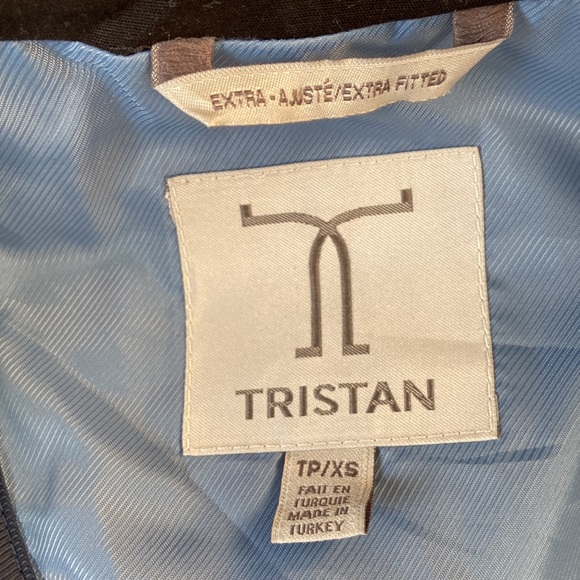 EXTRA-AJUSTÉ/EXTRA FITTED
TRISTAN
TP/XS
FAIT EN
TURQUIE
MADE IN
TURKEY